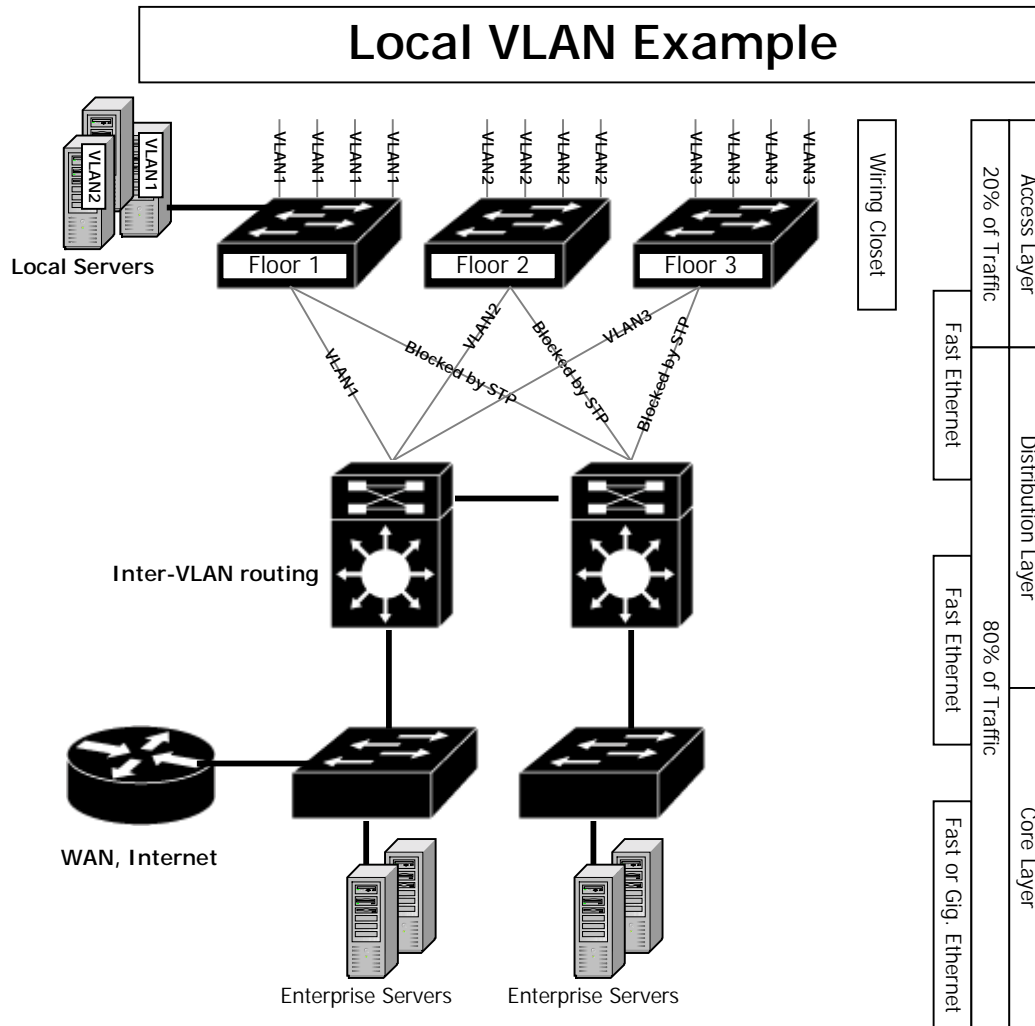 Local VLAN Example
VLAN2
VLAN1
Local Servers
VLAN1
VLAN1
VLAN1
VLAN1
VLAN2
VLAN2
VLAN2
VLAN2
VLAN3
VLAN3
VLAN3
VLAN3
Floor 1
Floor 2
Floor 3
Wiring Closet
20% of Traffic
Access Layer
VLAN1
Blocked by STP
VLAN2
Blocked by STP
VLAN3
Blocked by STP
Fast Ethernet
Distribution Layer
Inter-VLAN routing
Fast Ethernet
80% of Traffic
WAN, Internet
Enterprise Servers
Enterprise Servers
Fast or Gig. Ethernet
Core Layer